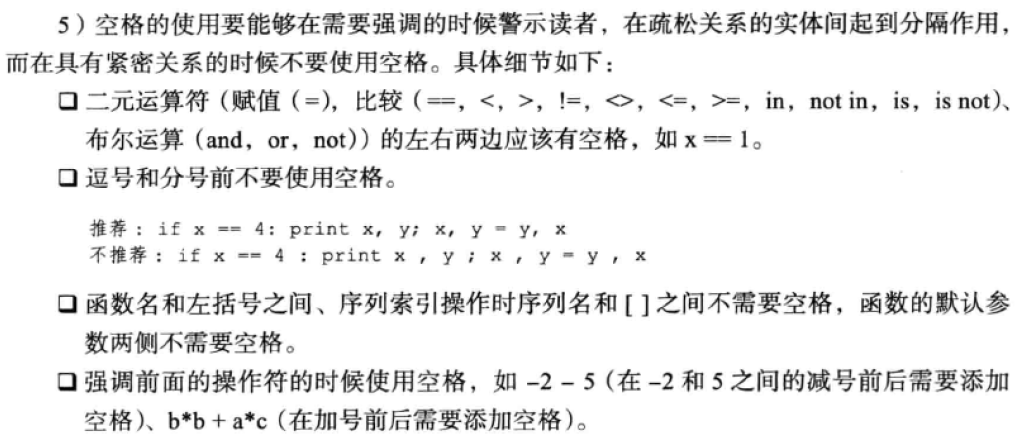 5）空格的使用要能够在需要强调的时候警示读者，在疏松关系的实体间起到分隔作用，
而在具有紧密关系的时候不要使用空格。具体细节如下：
❑ 二元运算符（赋值（=），比较（==，<，>，!=，<>，<=，>=，in，not in，is，is not）、
布尔运算（and，or，not））的左右两边应该有空格，如 x == 1。
❑ 逗号和分号前不要使用空格。
推荐：if x == 4: print x, y; x, y = y, x
不推荐：if x == 4 : print x , y ; x , y = y , x
❑ 函数名和左括号之间、序列索引操作时序列名和 [ ] 之间不需要空格，函数的默认参
数两侧不需要空格。
❑ 强调前面的操作符的时候使用空格，如 –2 – 5（在 –2 和 5 之间的减号前后需要添加
空格）、b*b + a*c（在加号前后需要添加空格）。